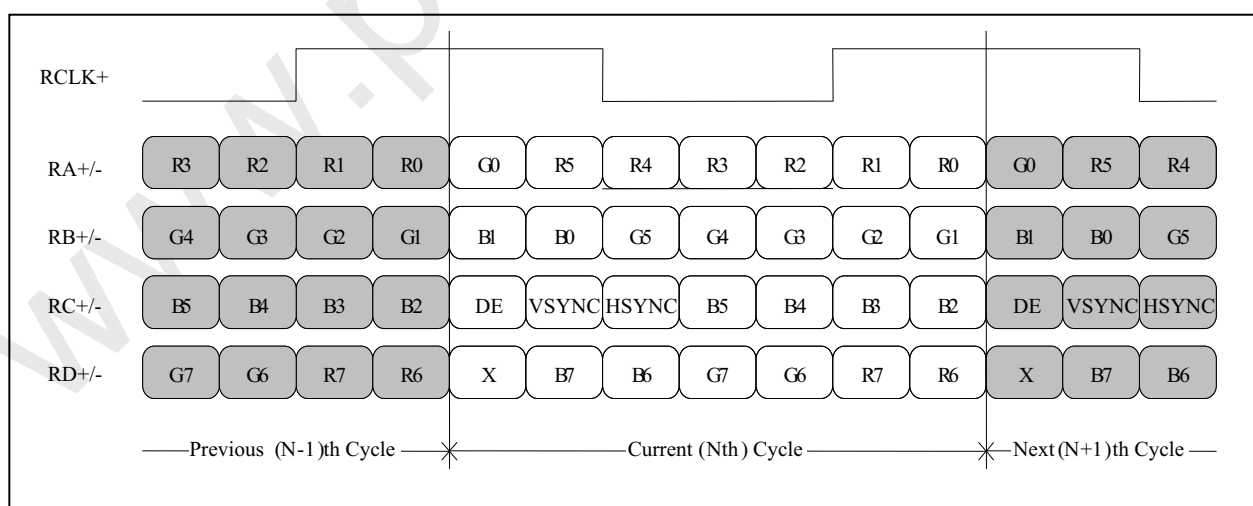 www.p
RCLK+
RA+/- R3 R2 R1 R0 G0 R5 R4 R3 R2 R1 R0 G0 R5 R4
RB+/- G4 G3 G2 G1 B1 B0 G5 G4 G3 G2 G1 B1 B0 G5
RC+/- B5 B4 B3 B2 DE VSYNC HSYNC B5 B4 B3 B2 DE VSYNC HSYNC
RD+/- G7 G6 R7 R6 X B7 B6 G7 G6 R7 R6 X B7 B6
Previous (N-1)th Cycle Current (Nth) Cycle Next (N+1)th Cycle